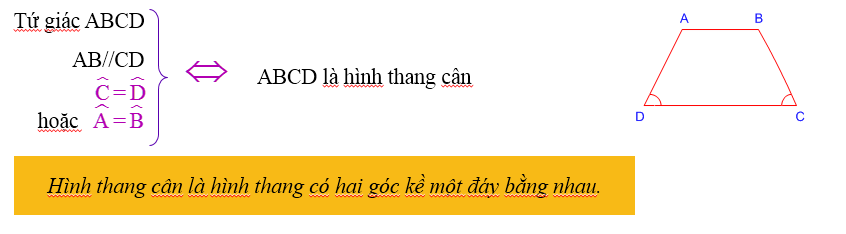 Tứ giác ABCD
AB//CD
Ĉ = D̂
hoặc Â = B̂
⇔
ABCD là hình thang cân
A B
D C
Hình thang cân là hình thang có hai góc kề một đáy bằng nhau.